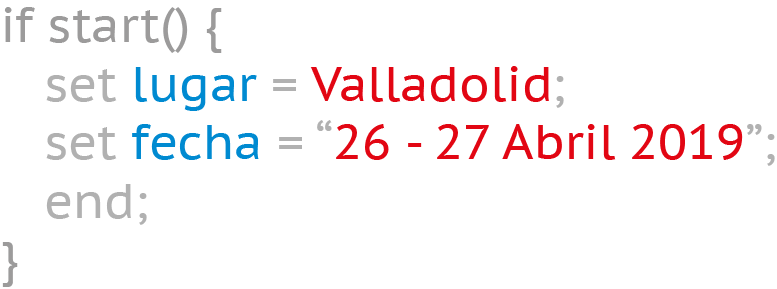 if start() {
set lugar = Valladolid;
set fecha = “26 - 27 Abril 2019”;
end;
}